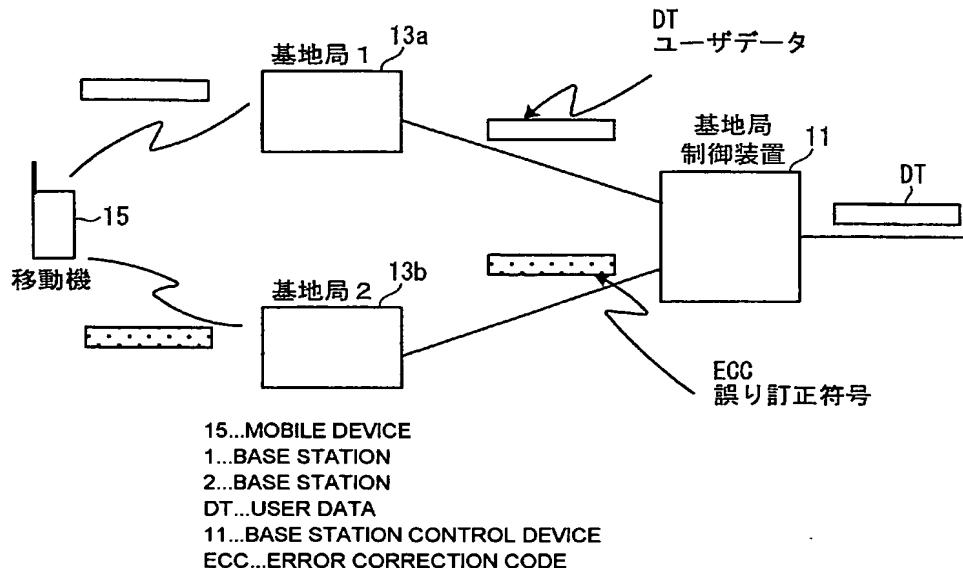 DT
ユーザデータ
13a
基地局1
基地局
制御装置
11
DT
15
移動機
13b
基地局2
ECC
誤り訂正符号
15...MOBILE DEVICE
1...BASE STATION
2...BASE STATION
DT...USER DATA
11...BASE STATION CONTROL DEVICE
ECC...ERROR CORRECTION CODE